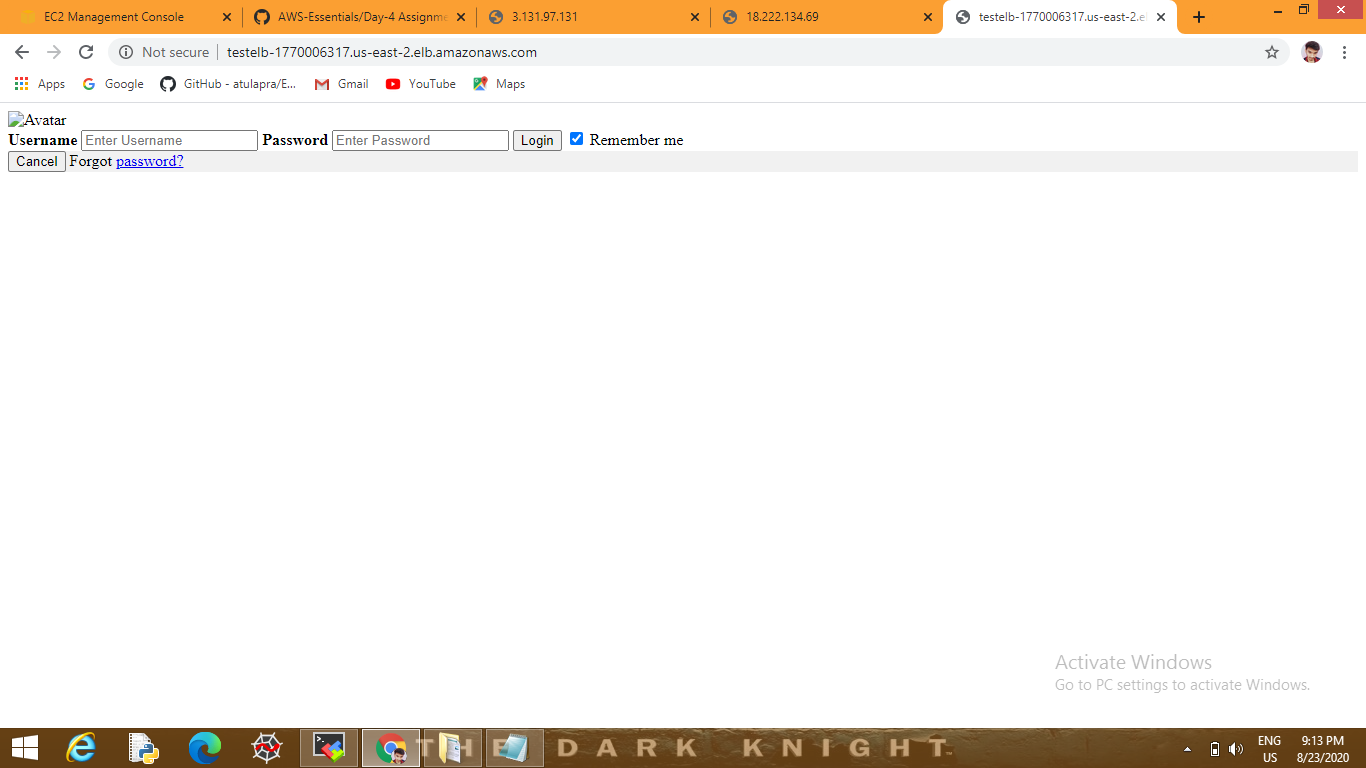 EC2 Management Console
AWS-Essentials/Day-4 Assignme
3.131.97.131
18.222.134.69
testelb-1770006317.us-east-2.e
Not secure
testelb-1770006317.us-east-2.elb.amazonaws.com
Apps
Google
GitHub - atulapra/E...
Gmail
YouTube
Maps
Avatar
Username Enter Username Password Enter Password Login Remember me
Cancel Forgot password?
Activate Windows
Go to PC settings to activate Windows.
THE DARK KNIGHT
ENG
US
9:13 PM
8/23/2020